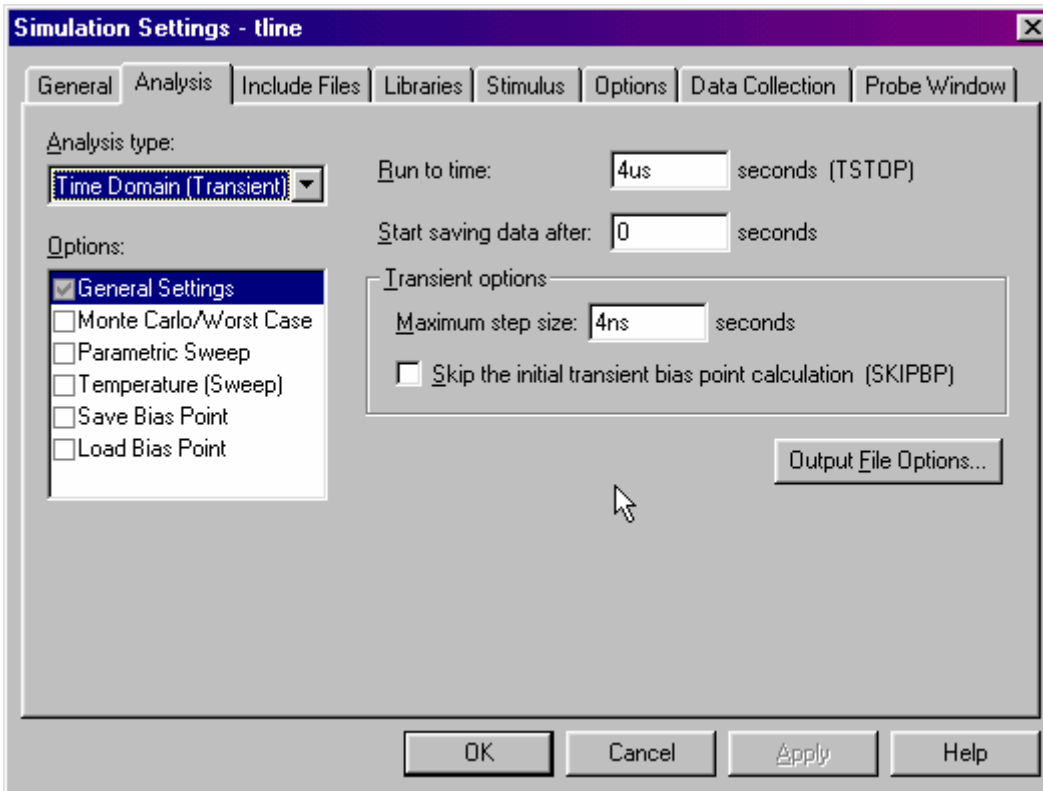 Simulation Settings - tline
General Analysis Include Files Libraries Stimulus Options Data Collection Probe Window
Analysis type:
Time Domain (Transient)
Options:
General Settings
Monte Carlo/Worst Case
Parametric Sweep
Temperature (Sweep)
Save Bias Point
Load Bias Point
Run to time: 4us seconds (TSTOP)
Start saving data after: 0 seconds
Transient options
Maximum step size: 4ns seconds
Skip the initial transient bias point calculation (SKIPBP)
Output File Options...
OK Cancel Apply Help